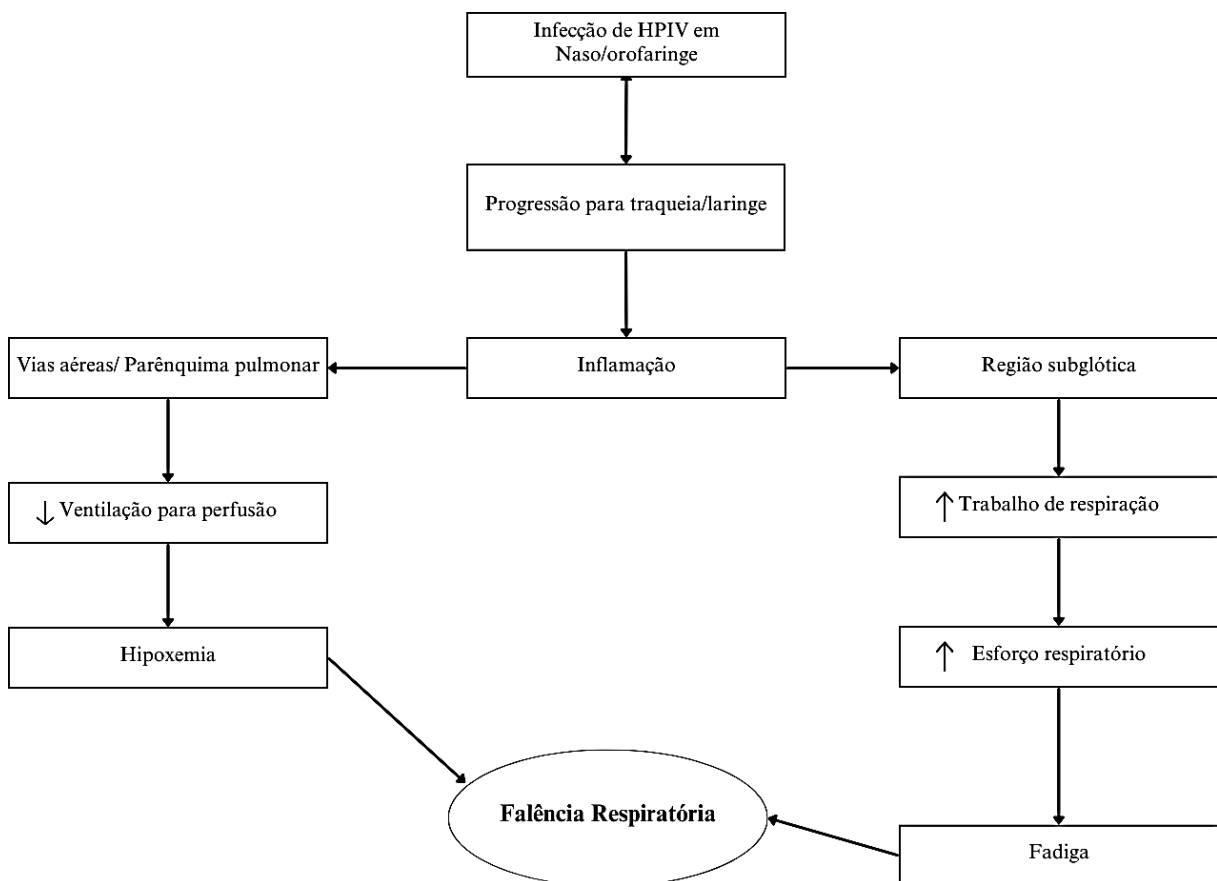 Infecção de HPIV em
Naso/orofaringe
Progressão para traqueia/laringe
Vias aéreas/ Parênquima pulmonar
Inflamação
Região subglótica
↓ Ventilação para perfusão
↑ Trabalho de respiração
Hipoxemia
↑ Esforço respiratório
Falência Respiratória
Fadiga